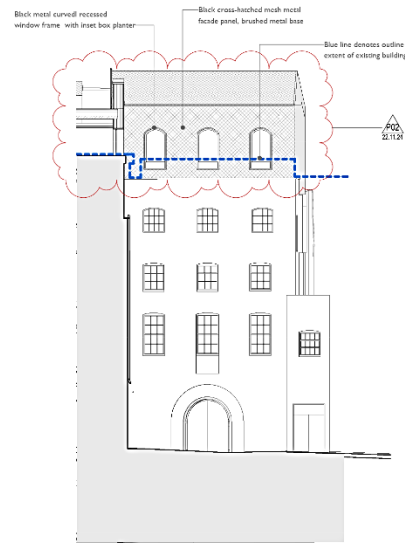 Black metal curved recessed
window frame with inset box planter
Black cross-hatched mesh metal
facade panel, brushed metal base
Blue line denotes outline
extent of existing building
P02
22.11.21